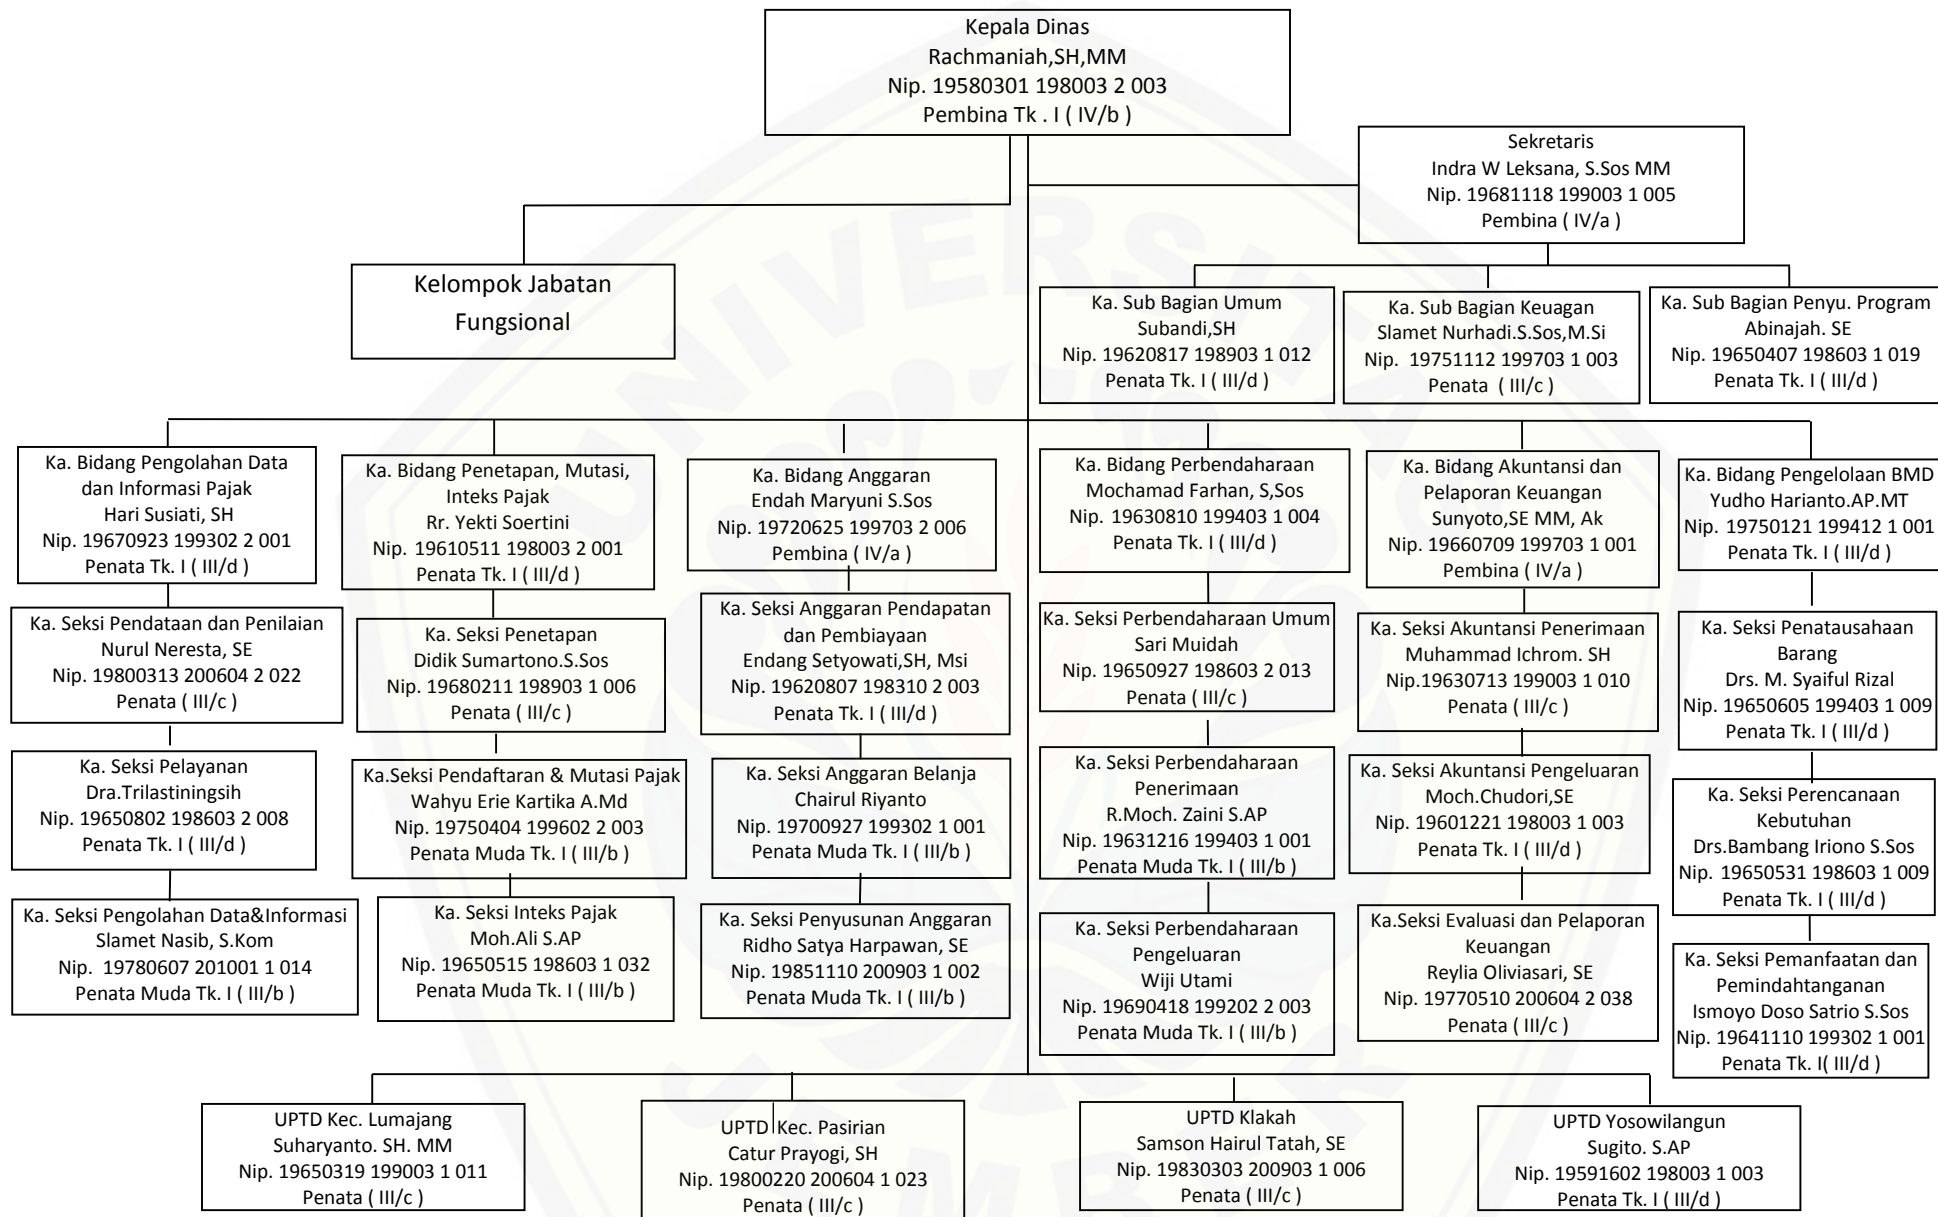 Kepala Dinas
Rachmaniah,SH,MM
Nip. 19580301 198003 2 003
Pembina Tk . I ( IV/b )
Sekretaris
Indra W Leksana, S.Sos MM
Nip. 19681118 199003 1 005
Pembina ( IV/a )
Kelompok Jabatan
Fungsional
Ka. Sub Bagian Umum
Subandi,SH
Nip. 19620817 198903 1 012
Penata Tk. I ( III/d )
Ka. Sub Bagian Keuagan
Slamet Nurhadi.S.Sos,M.Si
Nip. 19751112 199703 1 003
Penata ( III/c )
Ka. Sub Bagian Penyu. Program
Abinajah. SE
Nip. 19650407 198603 1 019
Penata Tk. I ( III/d )
Ka. Bidang Pengolahan Data
dan Informasi Pajak
Hari Susiati, SH
Nip. 19670923 199302 2 001
Penata Tk. I ( III/d )
Ka. Bidang Penetapan, Mutasi,
Inteks Pajak
Rr. Yekti Soertini
Nip. 19610511 198003 2 001
Penata Tk. I ( III/d )
Ka. Bidang Anggaran
Endah Maryuni S.Sos
Nip. 19720625 199703 2 006
Pembina ( IV/a )
Ka. Bidang Perbendaharaan
Mochamad Farhan, S,Sos
Nip. 19630810 199403 1 004
Penata Tk. I ( III/d )
Ka. Bidang Akuntansi dan
Pelaporan Keuangan
Sunyoto,SE MM, Ak
Nip. 19660709 199703 1 001
Pembina ( IV/a )
Ka. Bidang Pengelolaan BMD
Yudho Harianto.AP.MT
Nip. 19750121 199412 1 001
Penata Tk. I ( III/d )
Ka. Seksi Pendataan dan Penilaian
Nurul Neresta, SE
Nip. 19800313 200604 2 022
Penata ( III/c )
Ka. Seksi Penetapan
Didik Sumartono.S.Sos
Nip. 19680211 198903 1 006
Penata ( III/c )
Ka. Seksi Anggaran Pendapatan
dan Pembiayaan
Endang Setyowati,SH, Msi
Nip. 19620807 198310 2 003
Penata Tk. I ( III/d )
Ka. Seksi Perbendaharaan Umum
Sari Muidah
Nip. 19650927 198603 2 013
Penata ( III/c )
Ka. Seksi Akuntansi Penerimaan
Muhammad Ichrom. SH
Nip.19630713 199003 1 010
Penata ( III/c )
Ka. Seksi Penatausahaan
Barang
Drs. M. Syaiful Rizal
Nip. 19650605 199403 1 009
Penata Tk. I ( III/d )
Ka. Seksi Pelayanan
Dra.Trilastiningsih
Nip. 19650802 198603 2 008
Penata Tk. I ( III/d )
Ka.Seksi Pendaftaran & Mutasi Pajak
Wahyu Erie Kartika A.Md
Nip. 19750404 199602 2 003
Penata Muda Tk. I ( III/b )
Ka. Seksi Anggaran Belanja
Chairul Riyanto
Nip. 19700927 199302 1 001
Penata Muda Tk. I ( III/b )
Ka. Seksi Perbendaharaan
Penerimaan
R.Moch. Zaini S.AP
Nip. 19631216 199403 1 001
Penata Muda Tk. I ( III/b )
Ka. Seksi Akuntansi Pengeluaran
Moch.Chudori,SE
Nip. 19601221 198003 1 003
Penata Tk. I ( III/d )
Ka. Seksi Perencanaan
Kebutuhan
Drs.Bambang Iriono S.Sos
Nip. 19650531 198603 1 009
Penata Tk. I ( III/d )
Ka. Seksi Pengolahan Data&Informasi
Slamet Nasib, S.Kom
Nip. 19780607 201001 1 014
Penata Muda Tk. I ( III/b )
Ka. Seksi Inteks Pajak
Moh.Ali S.AP
Nip. 19650515 198603 1 032
Penata Muda Tk. I ( III/b )
Ka. Seksi Penyusunan Anggaran
Ridho Satya Harpawan, SE
Nip. 19851110 200903 1 002
Penata Muda Tk. I ( III/b )
Ka. Seksi Perbendaharaan
Pengeluaran
Wiji Utami
Nip. 19690418 199202 2 003
Penata Muda Tk. I ( III/b )
Ka.Seksi Evaluasi dan Pelaporan
Keuangan
Reylia Oliviasari, SE
Nip. 19770510 200604 2 038
Penata ( III/c )
Ka. Seksi Pemanfaatan dan
Pemindahtanganan
Ismoyo Doso Satrio S.Sos
Nip. 19641110 199302 1 001
Penata Tk. I( III/d )
UPTD Kec. Lumajang
Suharyanto. SH. MM
Nip. 19650319 199003 1 011
Penata ( III/c )
UPTD Kec. Pasirian
Catur Prayogi, SH
Nip. 19800220 200604 1 023
Penata ( III/c )
UPTD Klakah
Samson Hairul Tatah, SE
Nip. 19830303 200903 1 006
Penata ( III/c )
UPTD Yosowilangun
Sugito. S.AP
Nip. 19591602 198003 1 003
Penata Tk. I ( III/d )
UNIVERSITAS
JEMBER